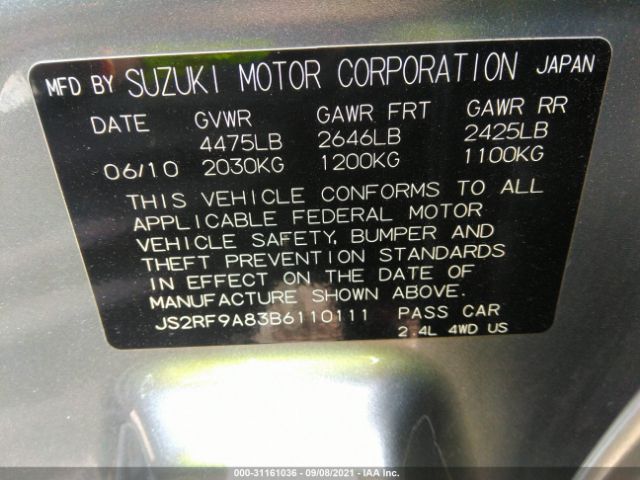 MFD BY SUZUKI MOTOR CORPORATION JAPAN
DATE GVWR GAWR FRT GAWR RR
4475LB 2646LB 2425LB
06/10 2030KG 1200KG 1100KG
THIS VEHICLE CONFORMS TO ALL
APPLICABLE FEDERAL MOTOR
VEHICLE SAFETY, BUMPER AND
THEFT PREVENTION STANDARDS
IN EFFECT ON THE DATE OF
MANUFACTURE SHOWN ABOVE.
JS2RF9A83B6110111 PASS CAR
2.4L 4WD US
000-31161036 - 09/08/2021 - IAA Inc.